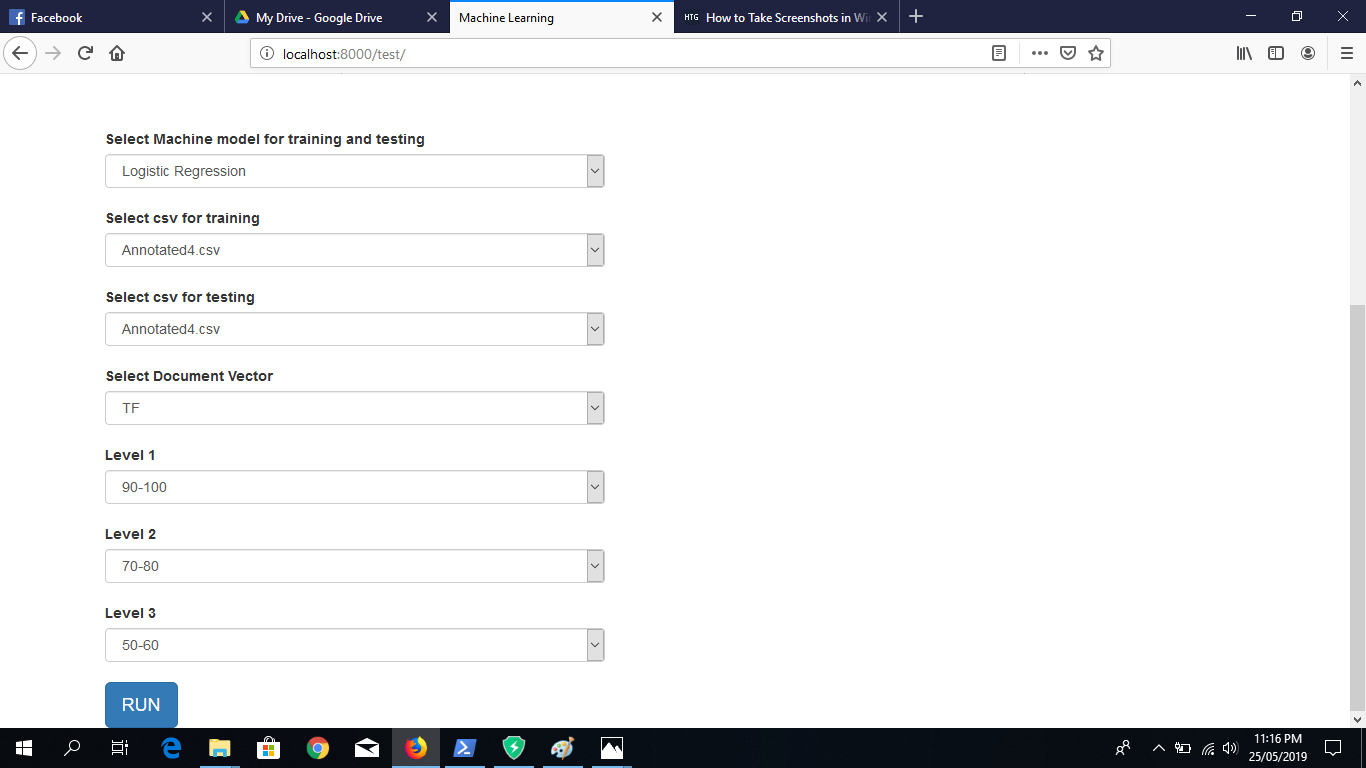 Facebook
My Drive - Google Drive
Machine Learning
HTG How to Take Screenshots in Win
localhost:8000/test/
Select Machine model for training and testing
Logistic Regression
Select csv for training
Annotated4.csv
Select csv for testing
Annotated4.csv
Select Document Vector
TF
Level 1
90-100
Level 2
70-80
Level 3
50-60
RUN
11:16 PM
25/05/2019